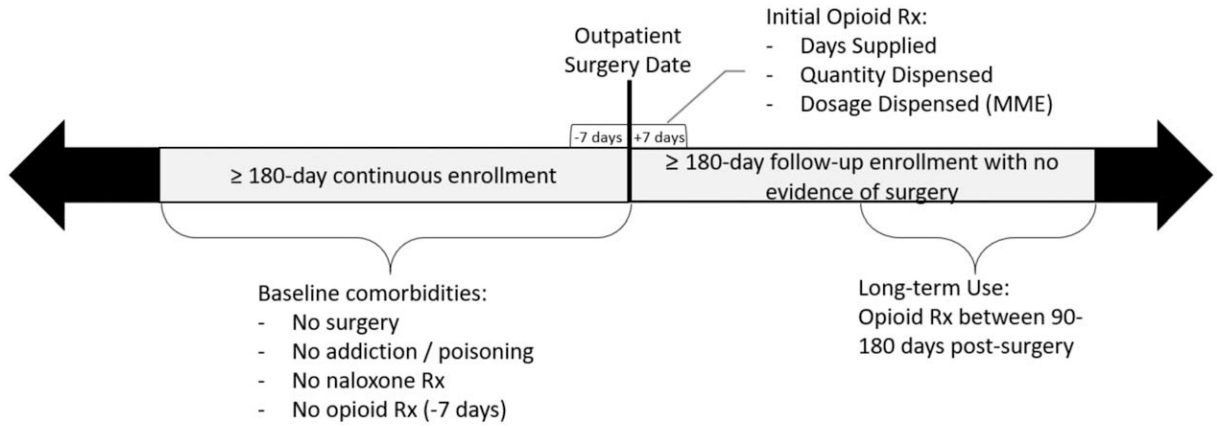 Outpatient
Surgery Date
Initial Opioid Rx:
- Days Supplied
- Quantity Dispensed
- Dosage Dispensed (MME)
-7 days
+7 days
≥ 180-day continuous enrollment
≥ 180-day follow-up enrollment with no
evidence of surgery
Baseline comorbidities:
- No surgery
- No addiction / poisoning
- No naloxone Rx
- No opioid Rx (-7 days)
Long-term Use:
Opioid Rx between 90-
180 days post-surgery